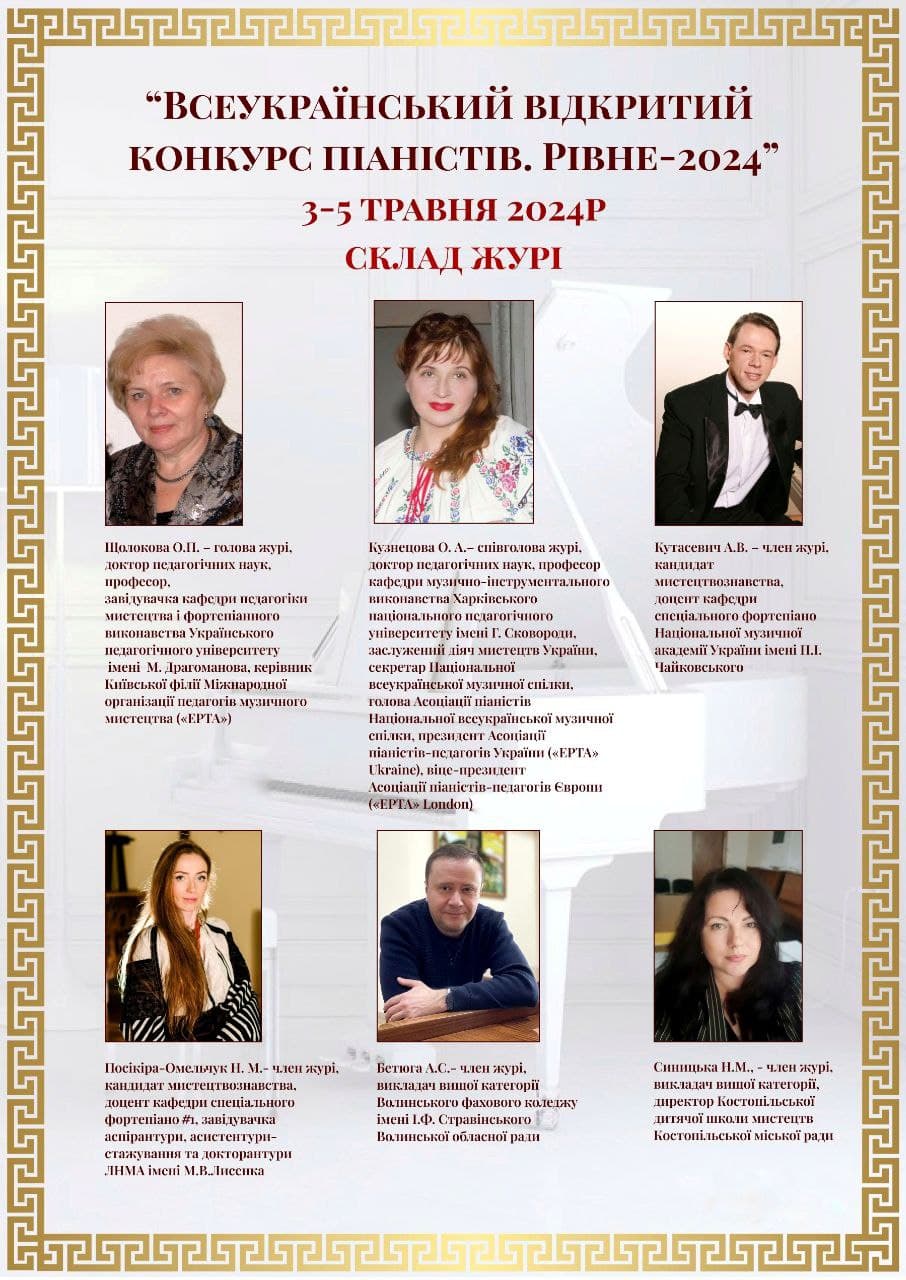 “Всеукраїнський відкритий
конкурс піаністів. Рівне-2024”
3-5 травня 2024р
склад журі
Щолокова О.П. – голова журі,
доктор педагогічних наук,
професор,
завідувачка кафедри педагогіки
мистецтва і фортепіанного
виконавства Українського
педагогічного університету
імені М. Драгоманова, керівник
Київської філії Міжнародної
організації педагогів музичного
мистецтва («ЕРТА»)
Кузнєцова О. А.– співголова журі,
доктор педагогічних наук, професор
кафедри музично-інструментального
виконавства Харківського
національного педагогічного
університету імені Г. Сковороди,
заслужений діяч мистецтв України,
секретар Національної
всеукраїнської музичної спілки,
голова Асоціації піаністів
Національної всеукраїнської музичної
спілки, президент Асоціації
піаністів-педагогів України («ЕРТА»
Ukraine), віце-президент
Асоціації піаністів-педагогів Європи
(«ЕРТА» London)
Кутасевич А.В. – член журі,
кандидат
мистецтвознавства,
доцент кафедри
спеціального фортепіано
Національної музичної
академії України імені П.І.
Чайковського
Посікіра-Омельчук Н. М.- член журі,
кандидат мистецтвознавства,
доцент кафедри спеціального
фортепіано #1, завідувачка
аспірантури, асистентури-
стажування та докторантури
ЛНМА імені М.В.Лисенка
Бетюга А.С.- член журі,
викладач вищої категорії
Волинського фахового коледжу
імені І.Ф. Стравінського
Волинської обласної ради
Синицька Н.М., - член журі,
викладач вищої категорії,
директор Костопільської
дитячої школи мистецтв
Костопільської міської ради